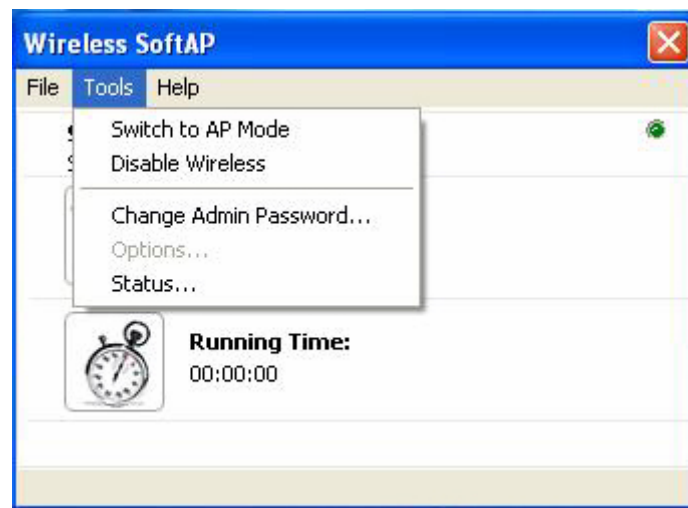 Wireless SoftAP
File Tools Help
Switch to AP Mode
Disable Wireless
Change Admin Password...
Options...
Status...
Running Time:
00:00:00